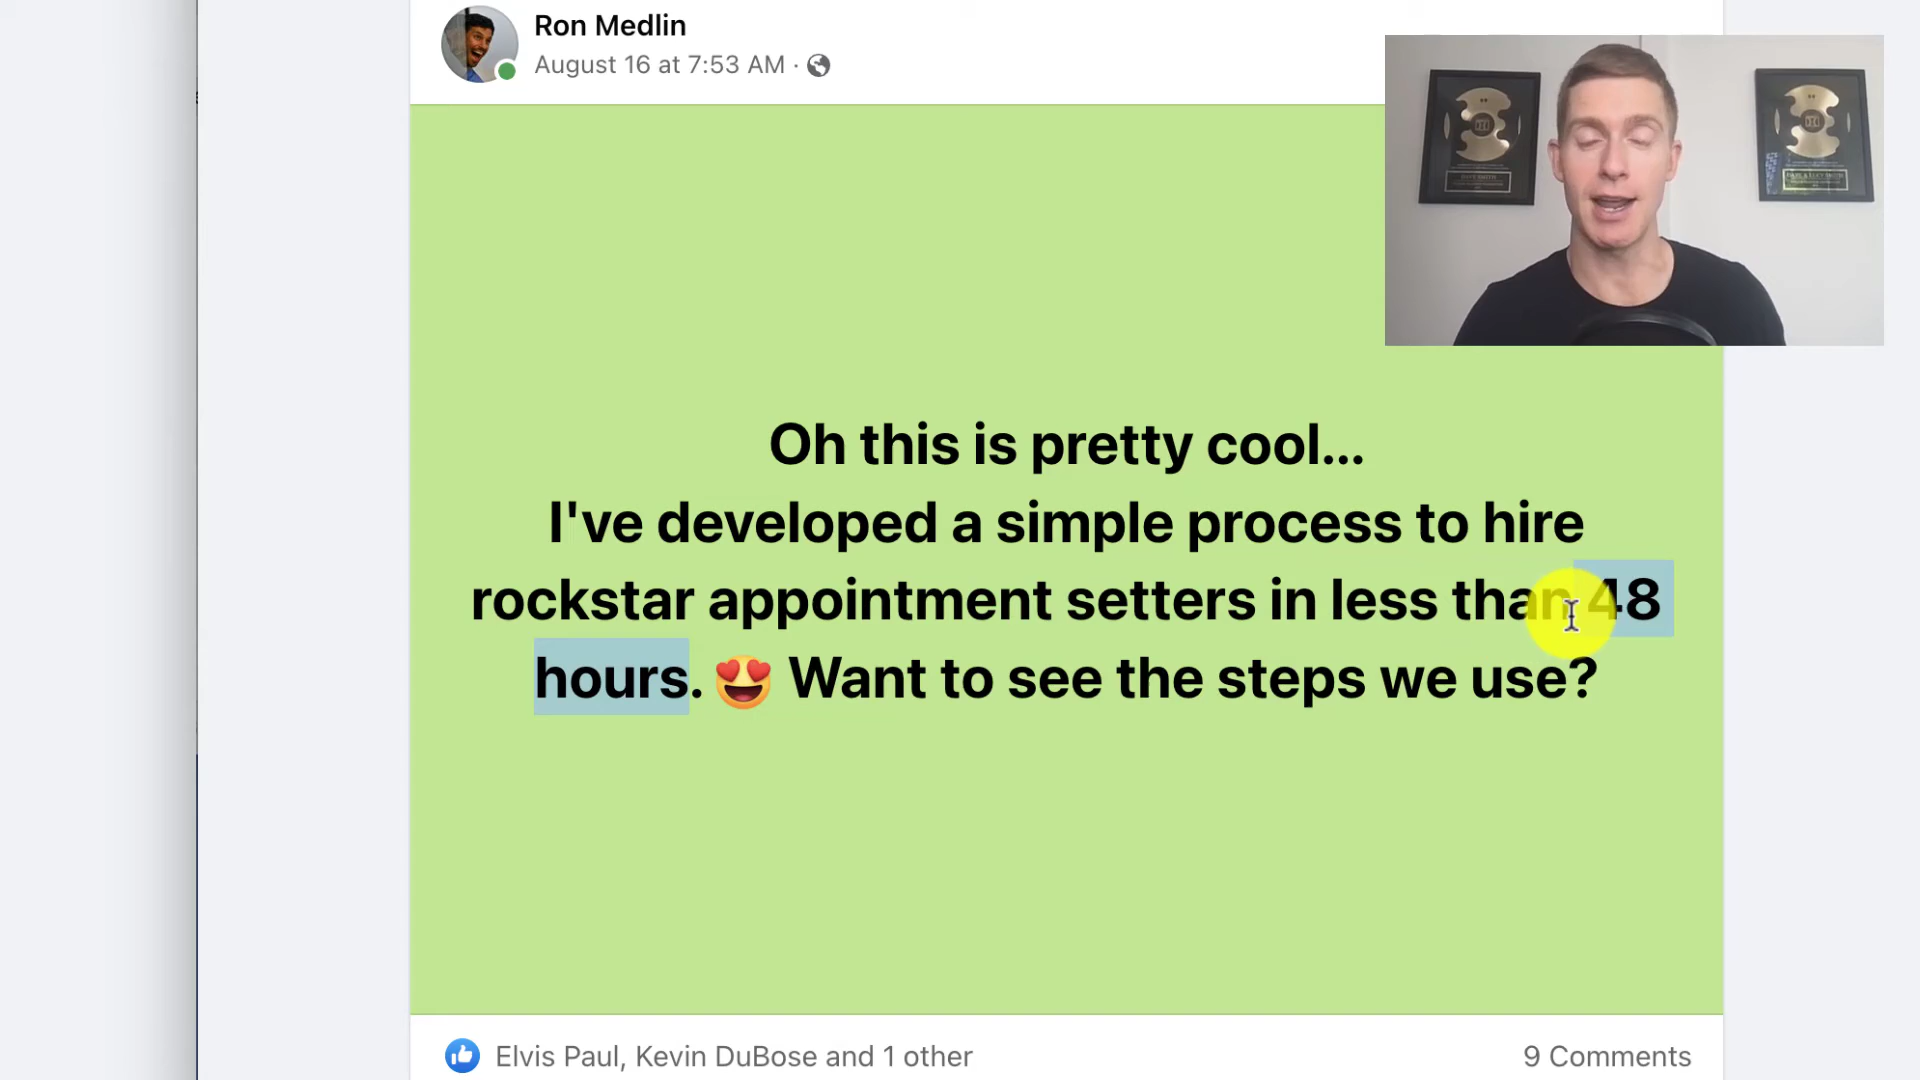 Ron Medlin
August 16 at 7:53 AM ·
Oh this is pretty cool...
I've developed a simple process to hire
rockstar appointment setters in less than 48
hours. 😍 Want to see the steps we use?
Elvis Paul, Kevin DuBose and 1 other
9 Comments